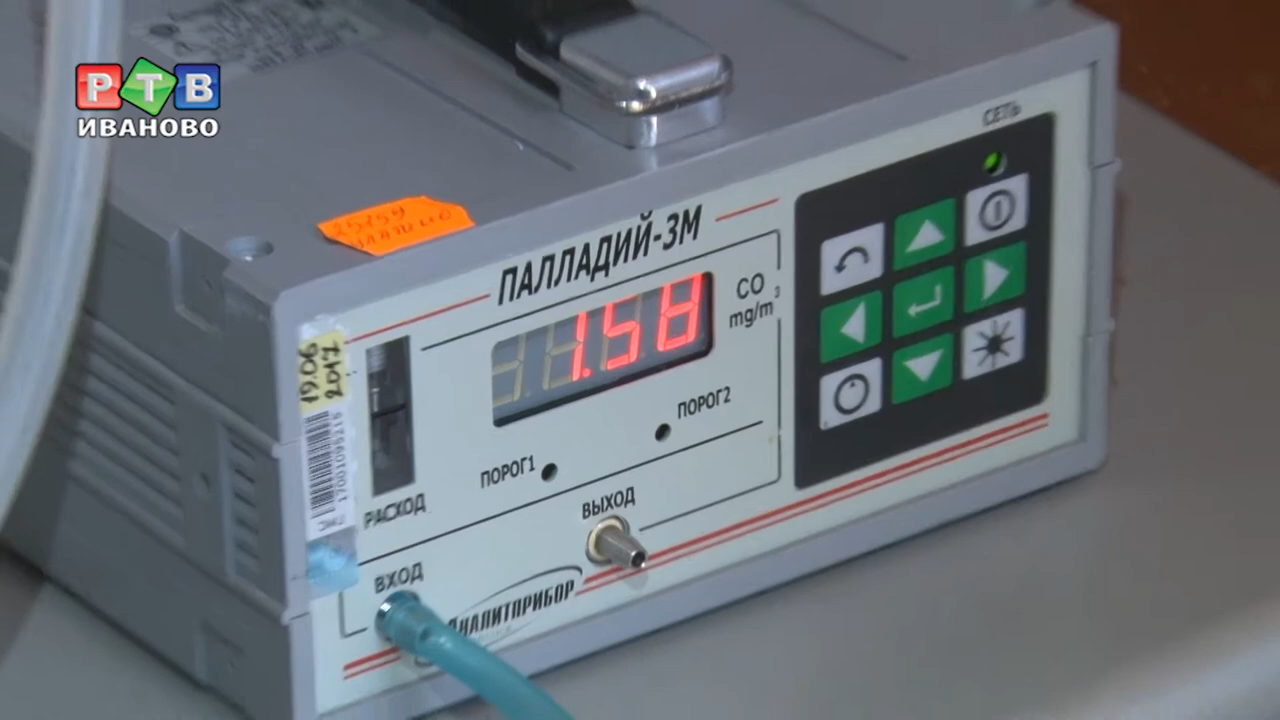 РТВ
ИВАНОВО
СЕТЬ
25759
ПАЛЛАДИЙ-3М
1.58
CO
mg/m³
19.06
2017
ПОРОГ2
ПОРОГ1
РАСХОД
ВЫХОД
ВХОД
АНАЛИТПРИБОР